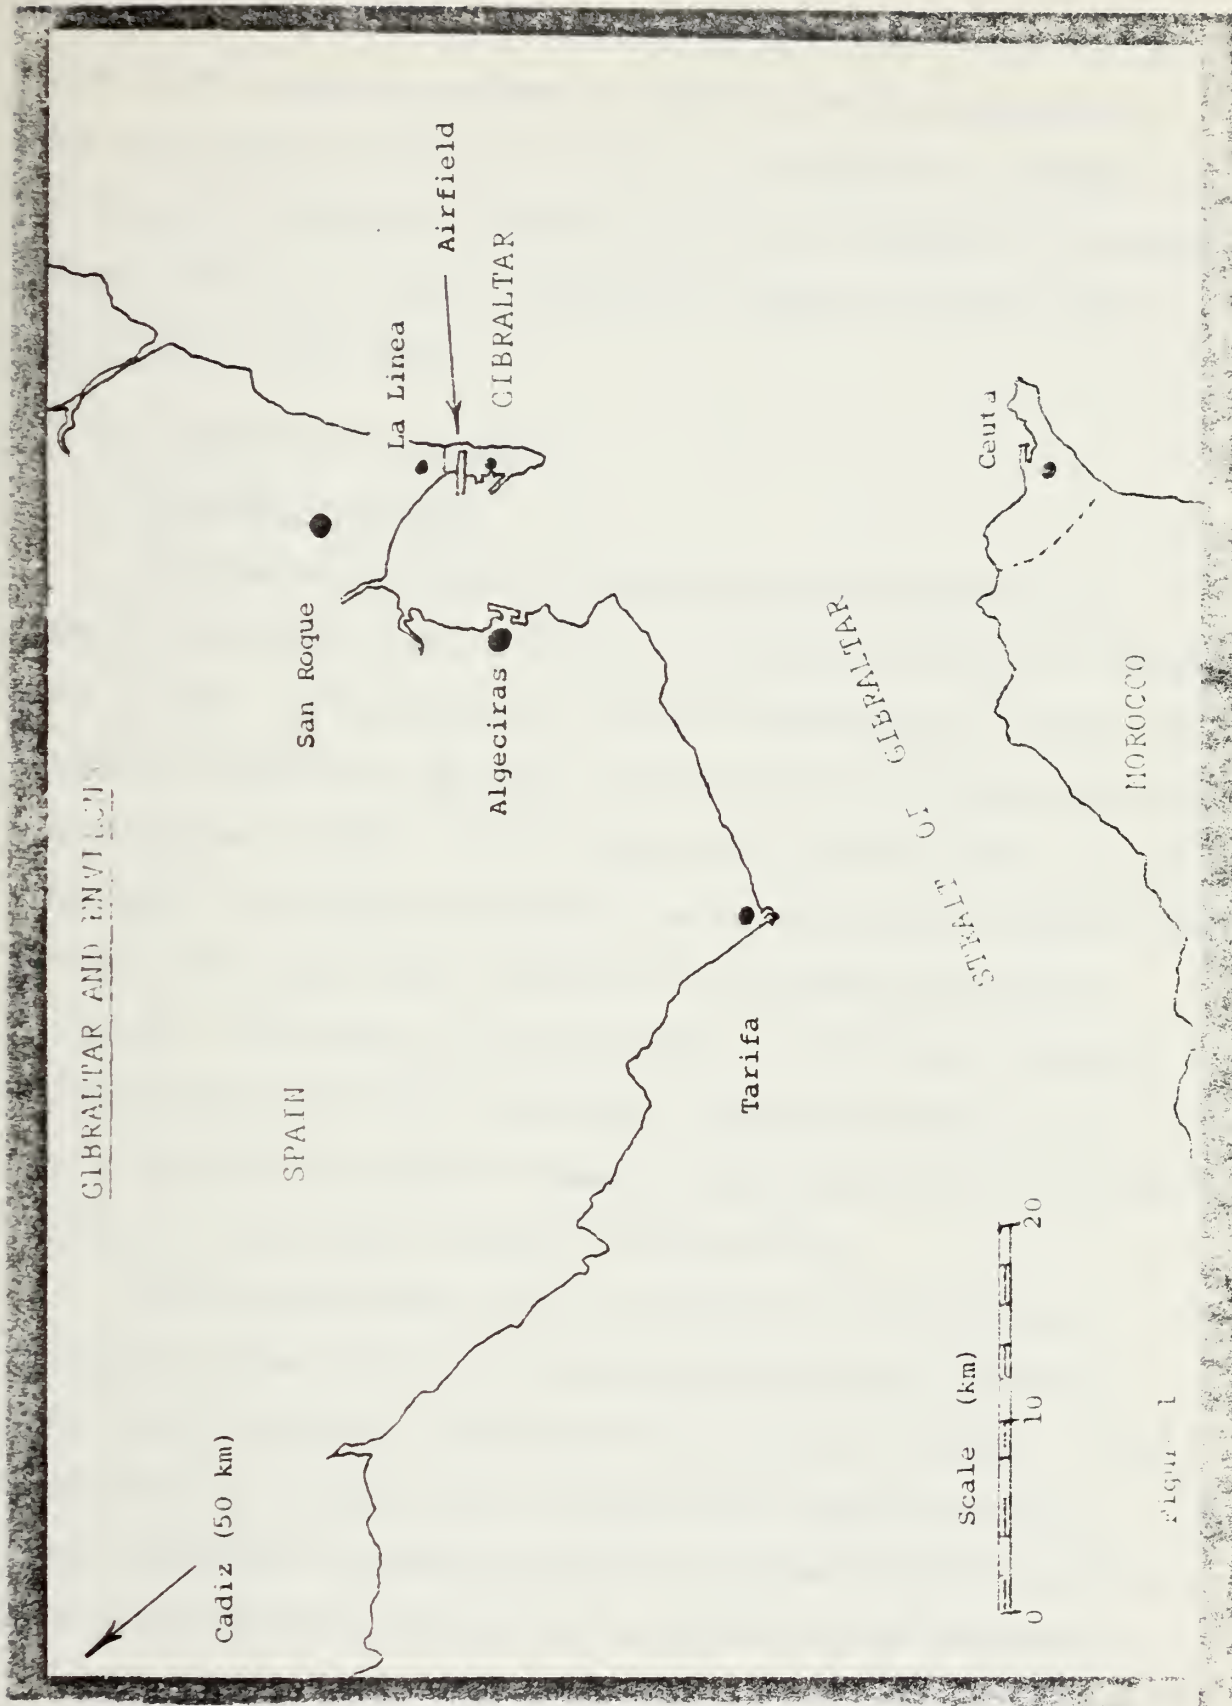 GIBRALTAR AND
SPAIN
Cadiz (50 km)
San Roque
La Linea
Airfield
GIBRALTAR
Algeciras
Tarifa
STRAIT OF GIBRALTAR
Ceuta
MOROCCO
Scale (km)
0 10 20
1